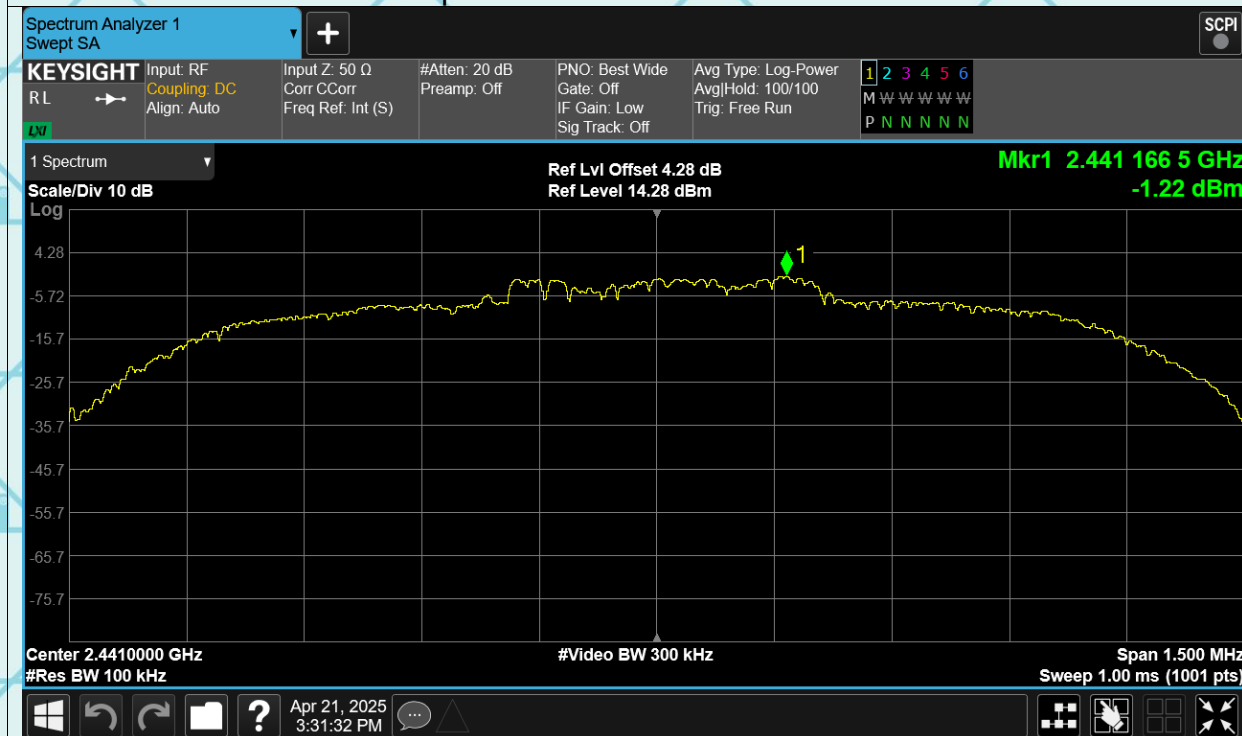 Spectrum Analyzer 1
Swept SA
+
SCPI
KEYSIGHT
RL
LXI
Input: RF
Coupling: DC
Align: Auto
Input Z: 50 Ω
Corr CCorr
Freq Ref: Int (S)
#Atten: 20 dB
Preamp: Off
PNO: Best Wide
Gate: Off
IF Gain: Low
Sig Track: Off
Avg Type: Log-Power
Avg|Hold: 100/100
Trig: Free Run
1 2 3 4 5 6
M W W W W W
P N N N N N
1 Spectrum
Scale/Div 10 dB
Log
Ref Lvl Offset 4.28 dB
Ref Level 14.28 dBm
Mkr1 2.441 166 5 GHz
-1.22 dBm
1
4.28
-5.72
-15.7
-25.7
-35.7
-45.7
-55.7
-65.7
-75.7
Center 2.4410000 GHz
#Res BW 100 kHz
#Video BW 300 kHz
Span 1.500 MHz
Sweep 1.00 ms (1001 pts)
?
Apr 21, 2025
3:31:32 PM